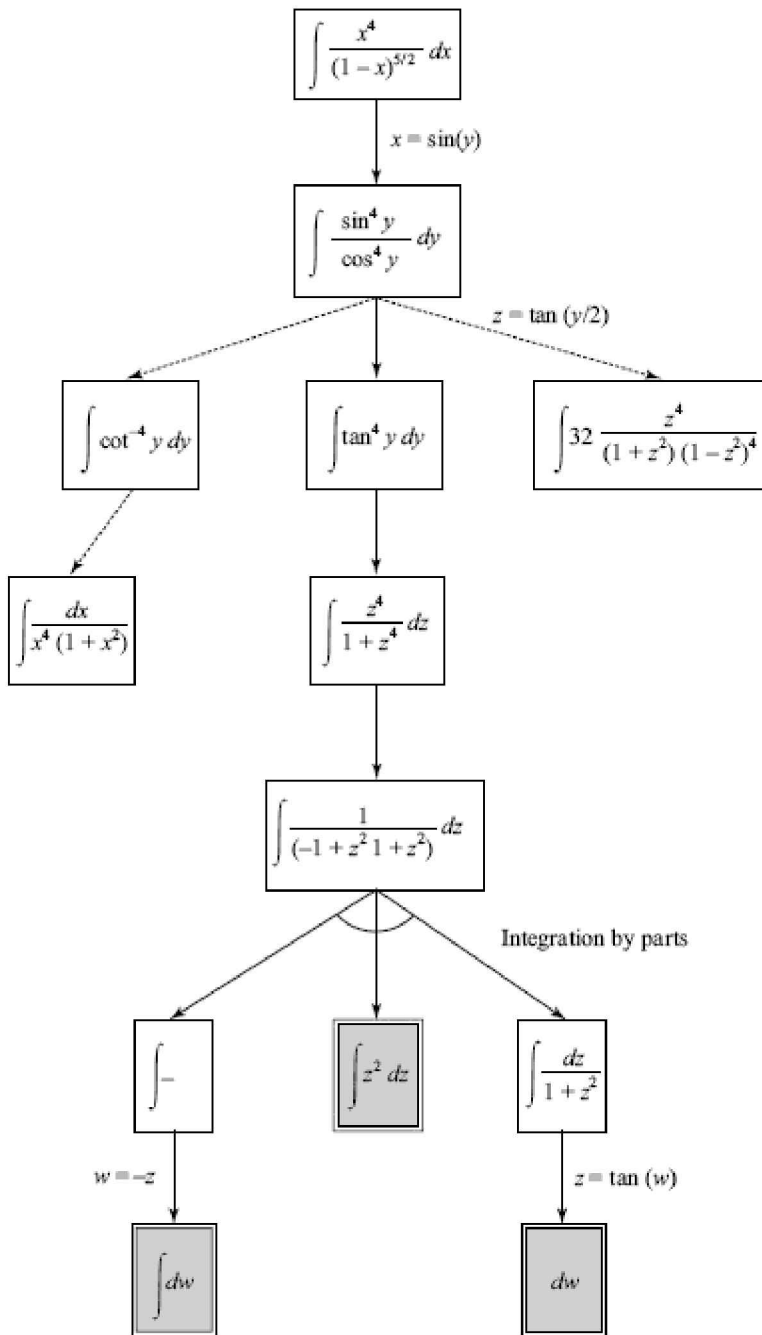 ∫ x⁴/(1 – x)^5/2 dx
x = sin(y)
∫ sin⁴ y/cos⁴ y dy
z = tan (y/2)
∫ cot⁻⁴ y dy
∫ tan⁴ y dy
∫ 32 z⁴/(1 + z²) (1 – z²)⁴
∫ dx/x⁴ (1 + x²)
∫ z⁴/1 + z⁴ dz
∫ 1/(–1 + z² 1 + z²) dz
Integration by parts
∫ –
∫ z² dz
∫ dz/1 + z²
w = –z
z = tan (w)
∫ dw
dw